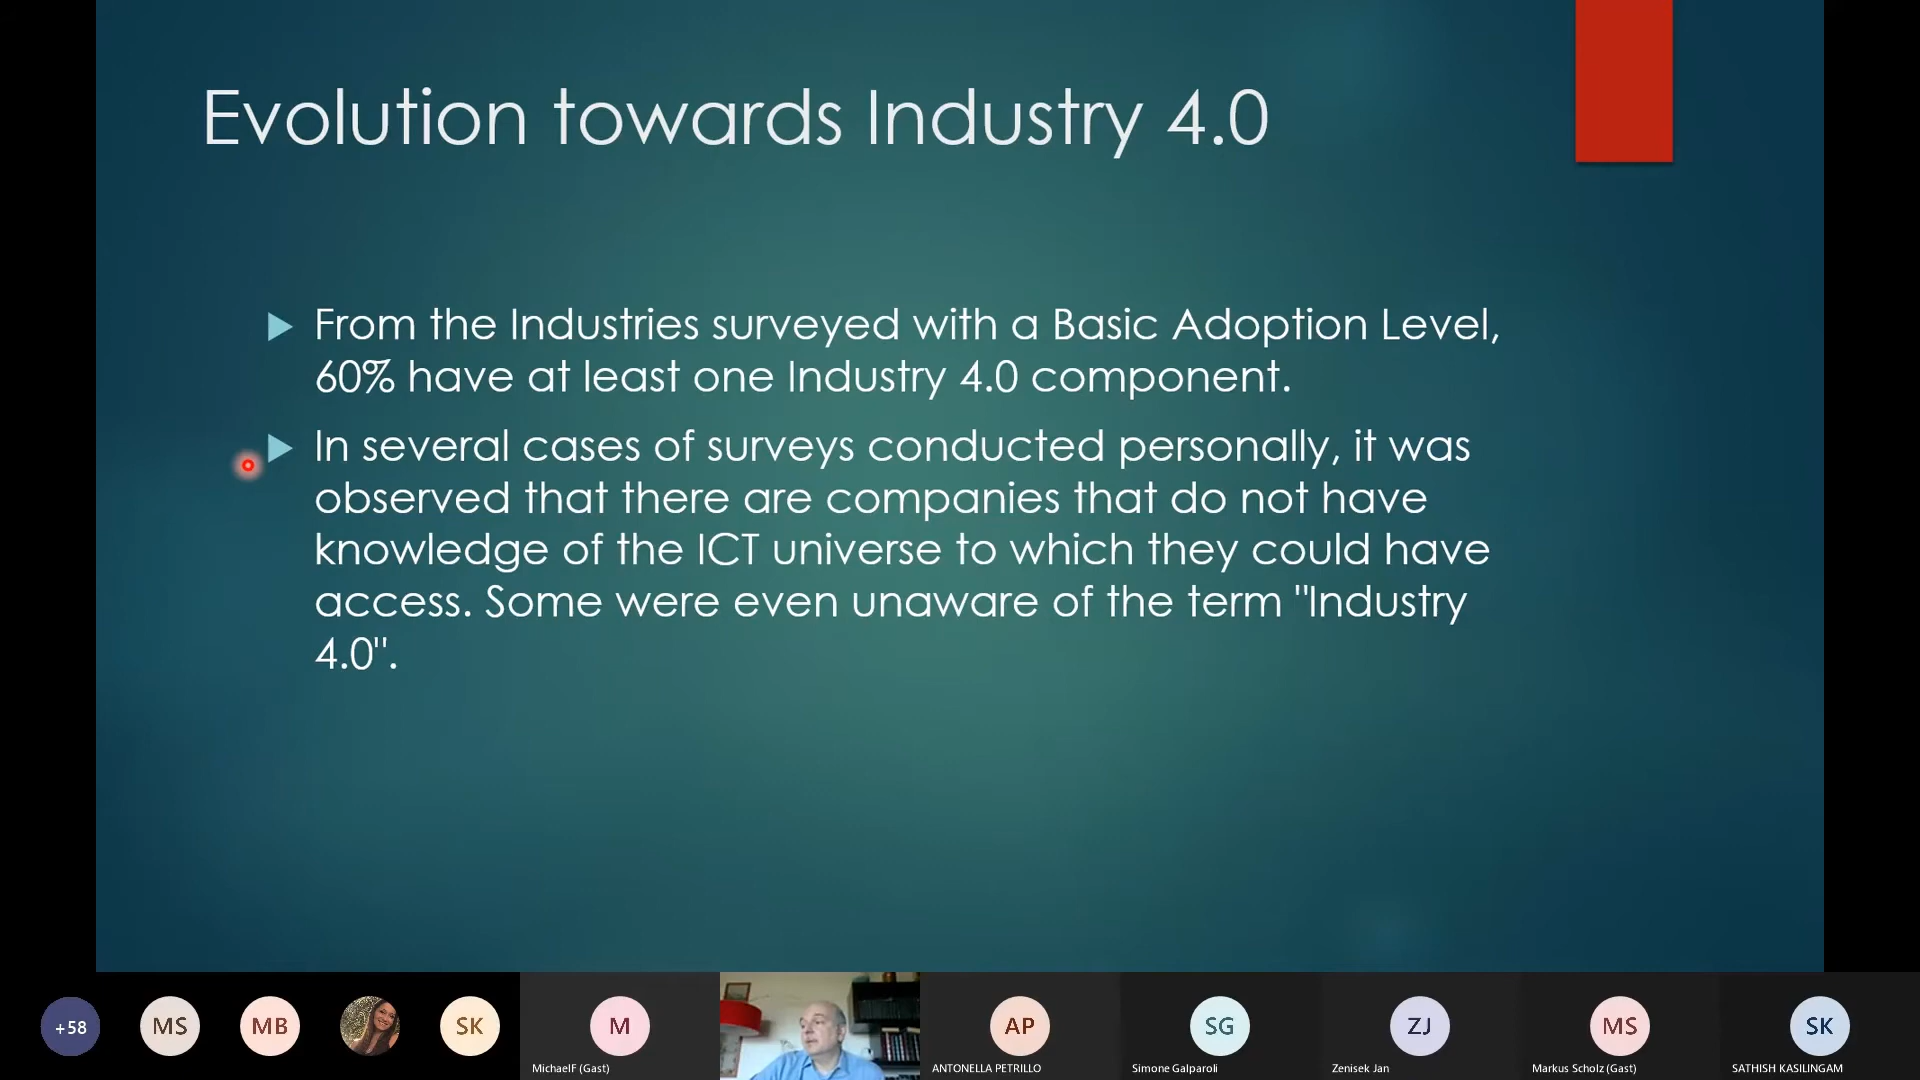 Evolution towards Industry 4.0
From the Industries surveyed with a Basic Adoption Level,
60% have at least one Industry 4.0 component.
In several cases of surveys conducted personally, it was
observed that there are companies that do not have
knowledge of the ICT universe to which they could have
access. Some were even unaware of the term "Industry
4.0".
+58
MS
MB
SK
M
AP
SG
ZJ
MS
SK
MichaelF (Gast)
ANTONELLA PETRILLO
Simone Galparoli
Zenisek Jan
Markus Scholz (Gast)
SATHISH KASILINGAM